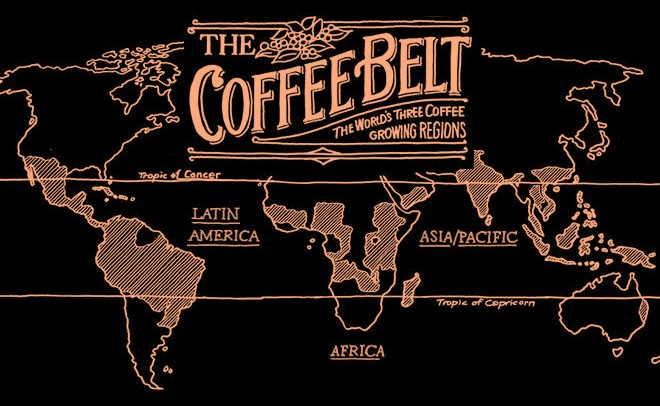 THE
COFFEE BELT
THE WORLD'S THREE COFFEE
GROWING REGIONS
Tropic of Cancer
LATIN
AMERICA
ASIA/PACIFIC
Tropic of Capricorn
AFRICA